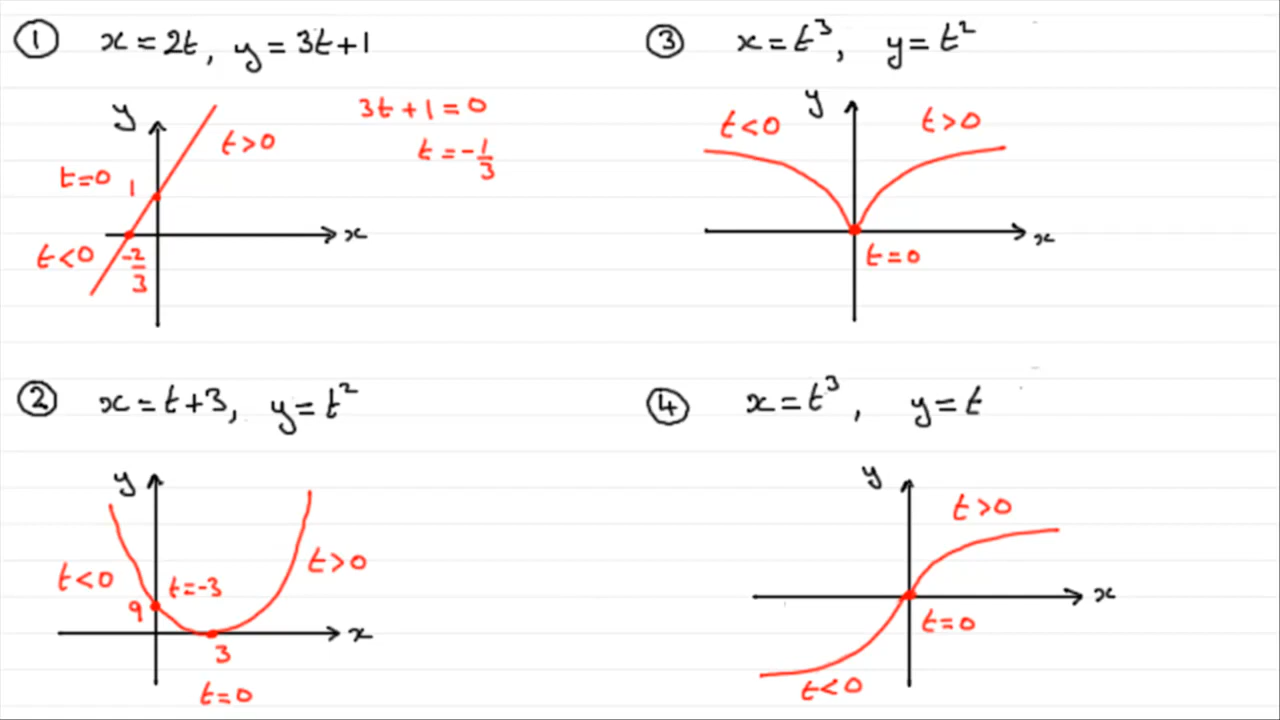 ① x = 2t, y = 3t+1
y
3t + 1 = 0
t = -1/3
t>0
t=0
1
x
t<0
-2/3
② x = t+3, y = t²
y
t<0
t=-3
t>0
9
x
3
t=0
③ x = t³, y = t²
y
t<0
t>0
x
t=0
④ x = t³, y = t
y
t>0
x
t=0
t<0